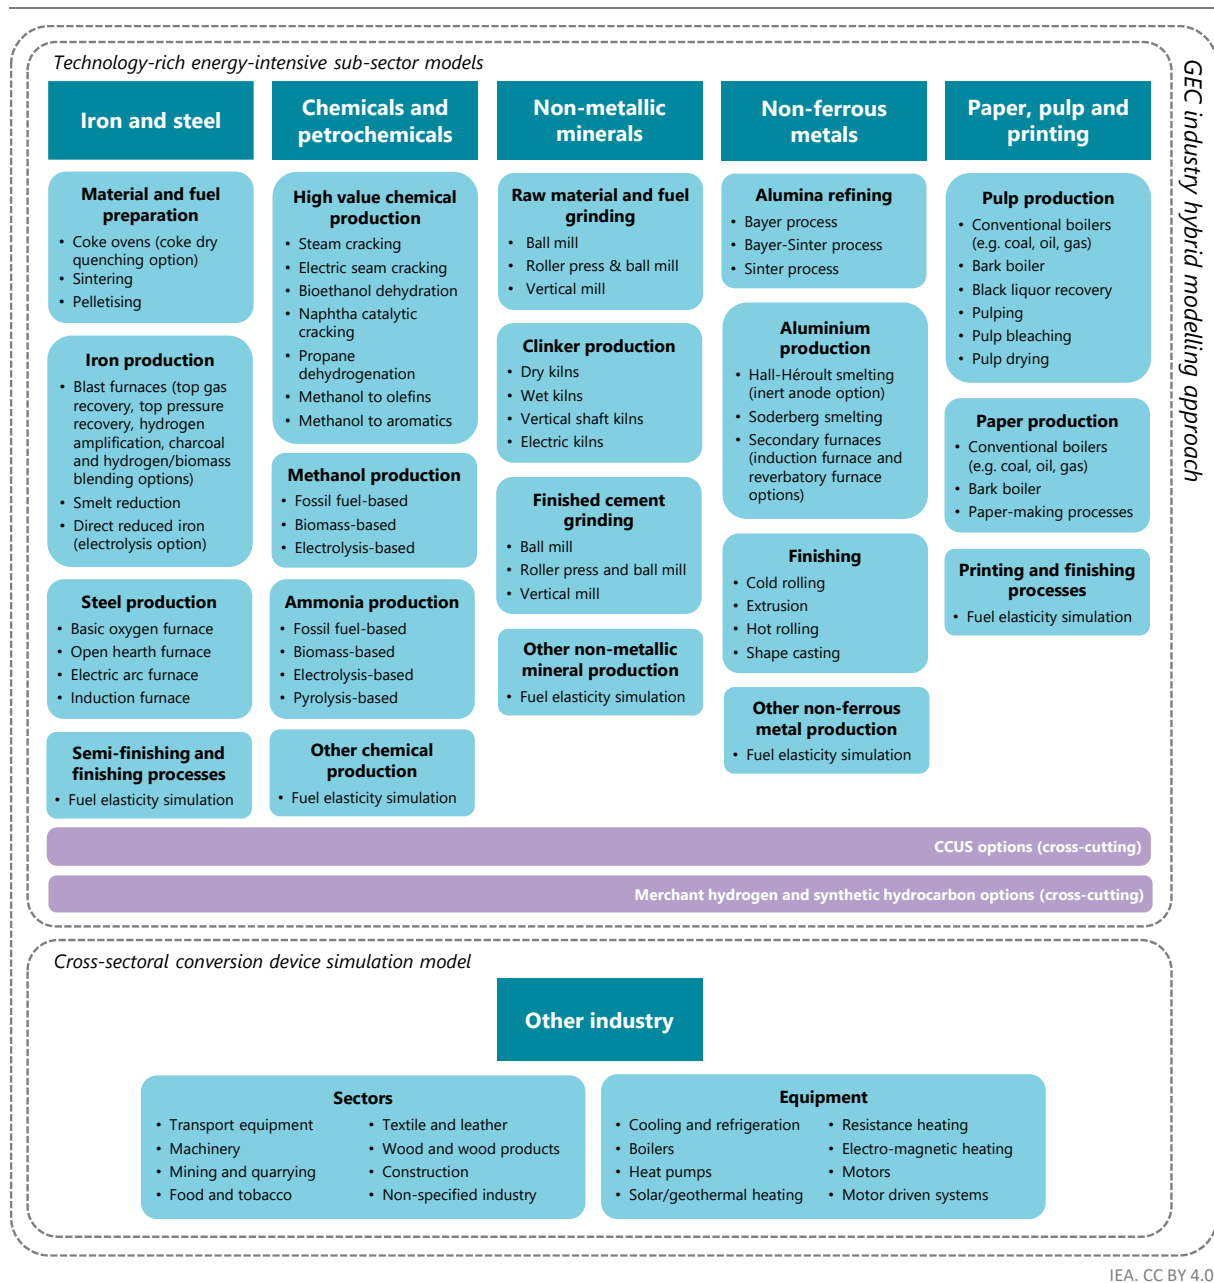 Technology-rich energy-intensive sub-sector models
GEC industry hybrid modelling approach
Iron and steel
Material and fuel
preparation
• Coke ovens (coke dry
quenching option)
• Sintering
• Pelletising
Iron production
• Blast furnaces (top gas
recovery, top pressure
recovery, hydrogen
amplification, charcoal
and hydrogen/biomass
blending options)
• Smelt reduction
• Direct reduced iron
(electrolysis option)
Steel production
• Basic oxygen furnace
• Open hearth furnace
• Electric arc furnace
• Induction furnace
Semi-finishing and
finishing processes
• Fuel elasticity simulation
Chemicals and
petrochemicals
High value chemical
production
• Steam cracking
• Electric seam cracking
• Bioethanol dehydration
• Naphtha catalytic
cracking
• Propane
dehydrogenation
• Methanol to olefins
• Methanol to aromatics
Methanol production
• Fossil fuel-based
• Biomass-based
• Electrolysis-based
Ammonia production
• Fossil fuel-based
• Biomass-based
• Electrolysis-based
• Pyrolysis-based
Other chemical
production
• Fuel elasticity simulation
Non-metallic
minerals
Raw material and fuel
grinding
• Ball mill
• Roller press & ball mill
• Vertical mill
Clinker production
• Dry kilns
• Wet kilns
• Vertical shaft kilns
• Electric kilns
Finished cement
grinding
• Ball mill
• Roller press and ball mill
• Vertical mill
Other non-metallic
mineral production
• Fuel elasticity simulation
Non-ferrous
metals
Alumina refining
• Bayer process
• Bayer-Sinter process
• Sinter process
Aluminium
production
• Hall-Héroult smelting
(inert anode option)
• Soderberg smelting
• Secondary furnaces
(induction furnace and
reverbatory furnace
options)
Finishing
• Cold rolling
• Extrusion
• Hot rolling
• Shape casting
Other non-ferrous
metal production
• Fuel elasticity simulation
Paper, pulp and
printing
Pulp production
• Conventional boilers
(e.g. coal, oil, gas)
• Bark boiler
• Black liquor recovery
• Pulping
• Pulp bleaching
• Pulp drying
Paper production
• Conventional boilers
(e.g. coal, oil, gas)
• Bark boiler
• Paper-making processes
Printing and finishing
processes
• Fuel elasticity simulation
CCUS options (cross-cutting)
Merchant hydrogen and synthetic hydrocarbon options (cross-cutting)
Cross-sectoral conversion device simulation model
Other industry
Sectors
• Transport equipment
• Machinery
• Mining and quarrying
• Food and tobacco
• Textile and leather
• Wood and wood products
• Construction
• Non-specified industry
Equipment
• Cooling and refrigeration
• Boilers
• Heat pumps
• Solar/geothermal heating
• Resistance heating
• Electro-magnetic heating
• Motors
• Motor driven systems
IEA. CC BY 4.0